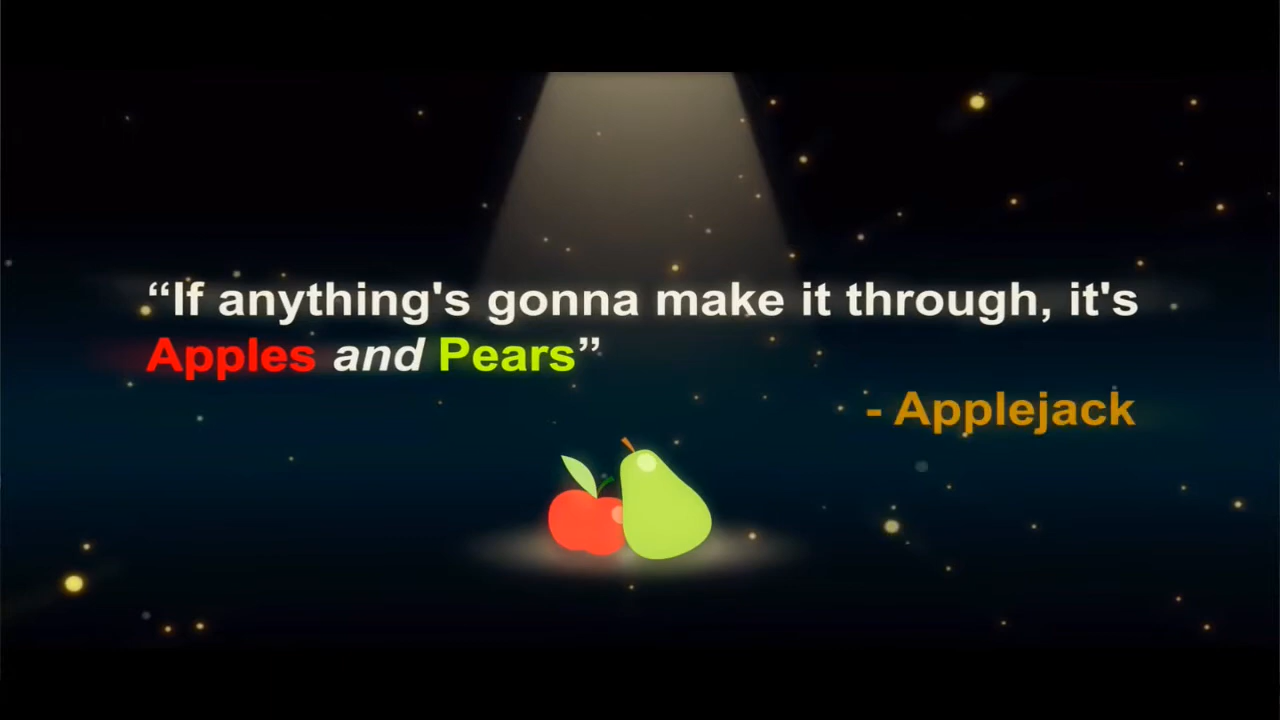 “If anything's gonna make it through, it's
Apples and Pears”
- Applejack